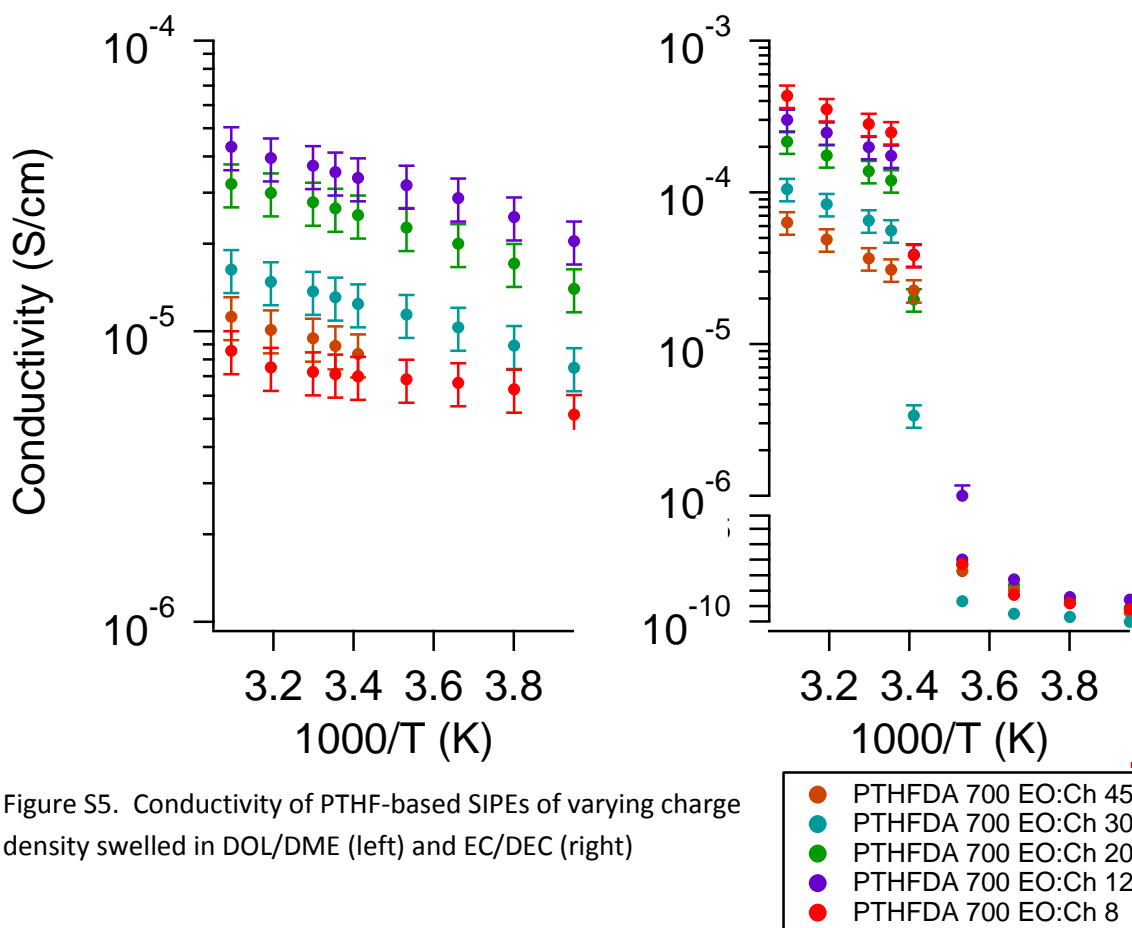 10-4
10-5
10-6
Conductivity (S/cm)
3.2 3.4 3.6 3.8
1000/T (K)
10-3
10-4
10-5
10-6
10-10
3.2 3.4 3.6 3.8
1000/T (K)
Figure S5. Conductivity of PTHF-based SIPEs of varying charge
density swelled in DOL/DME (left) and EC/DEC (right)
PTHFDA 700 EO:Ch 45
PTHFDA 700 EO:Ch 30
PTHFDA 700 EO:Ch 20
PTHFDA 700 EO:Ch 12
PTHFDA 700 EO:Ch 8